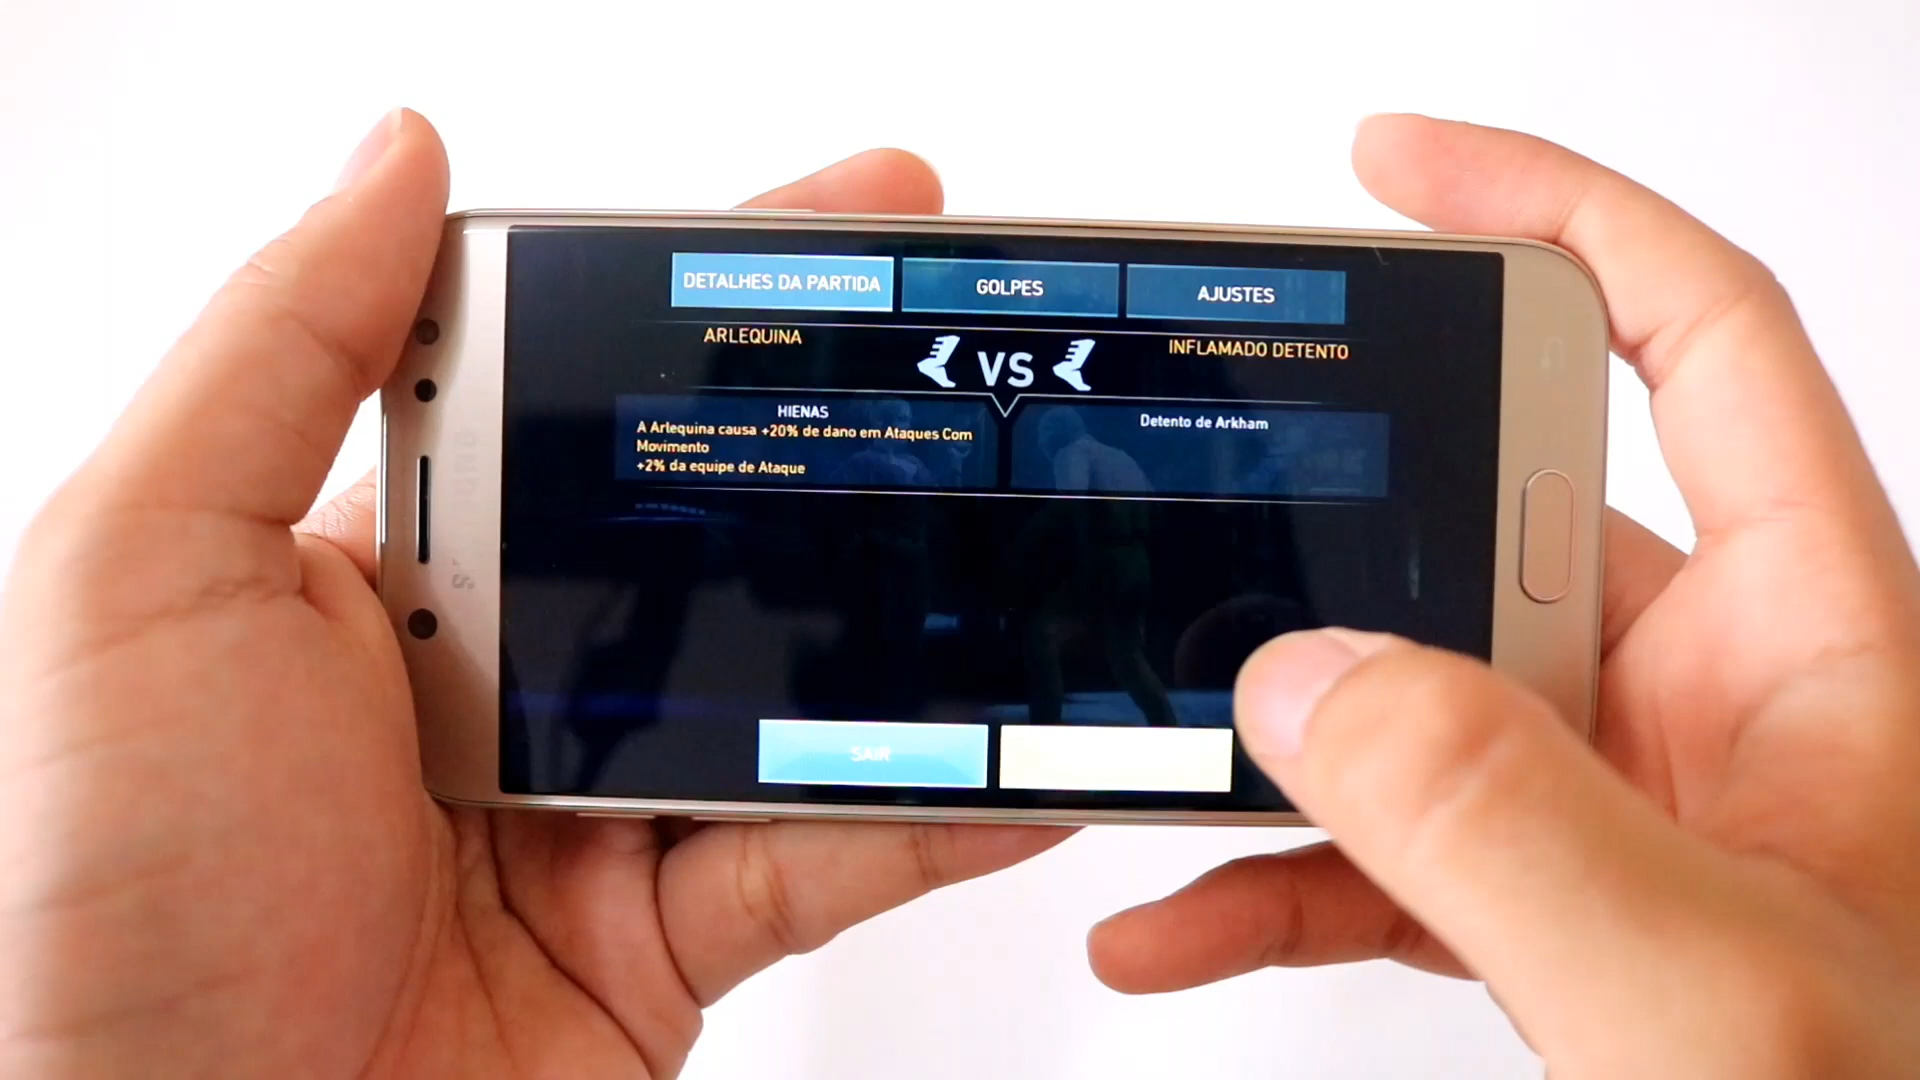 DETALHES DA PARTIDA
GOLPES
AJUSTES
ARLEQUINA
VS
INFLAMADO DETENTO
HIENAS
A Arlequina causa +20% de dano em Ataques Com
Movimento
+2% da equipe de Ataque
Detento de Arkham
SAIR